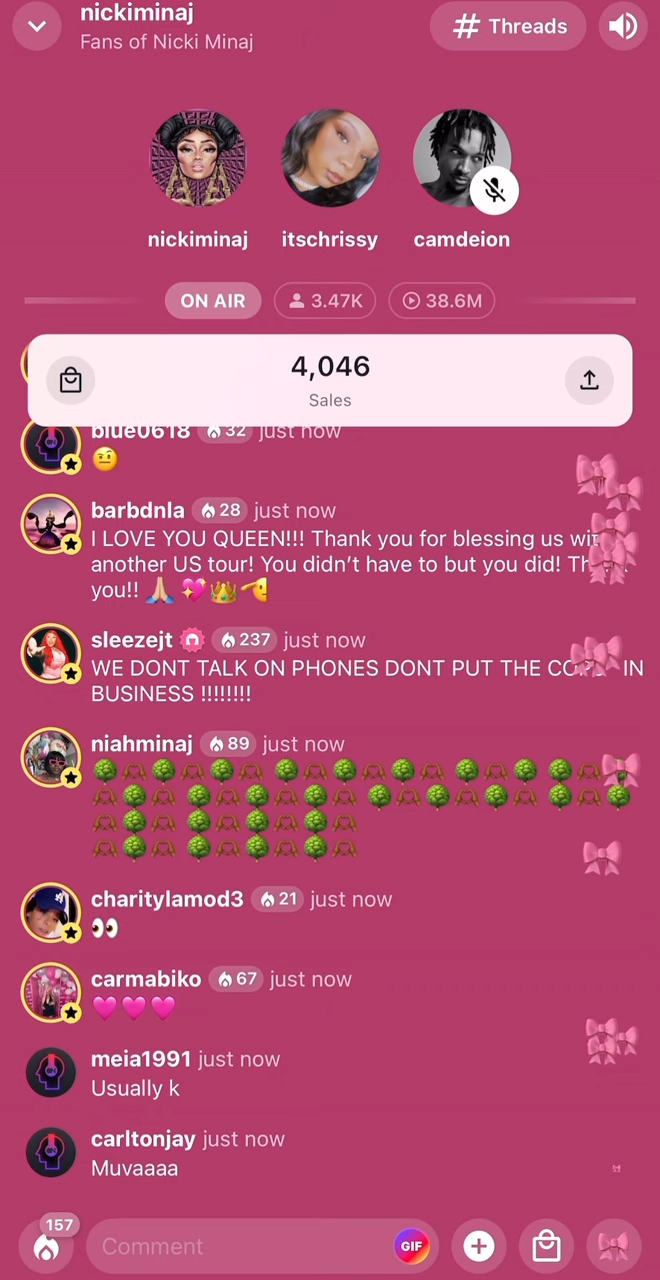 nickiminaj
Fans of Nicki Minaj
# Threads
nickiminaj
itschrissy
camdeion
ON AIR
3.47K
38.6M
4,046
Sales
blue0618 32 just now
🤨
barbdnla 28 just now
I LOVE YOU QUEEN!!! Thank you for blessing us
another US tour! You didn’t have to but you did!
you!! 🙏🏼 💖 👑 🫡
sleezejt 237 just now
WE DONT TALK ON PHONES DONT PUT THE IN
BUSINESS !!!!!!!!
niahminaj 89 just now
charitylamod3 21 just now
👀
carmabiko 67 just now
🩷🩷🩷
meia1991 just now
Usually k
carltonjay just now
Muvaaaa
157
Comment
GIF